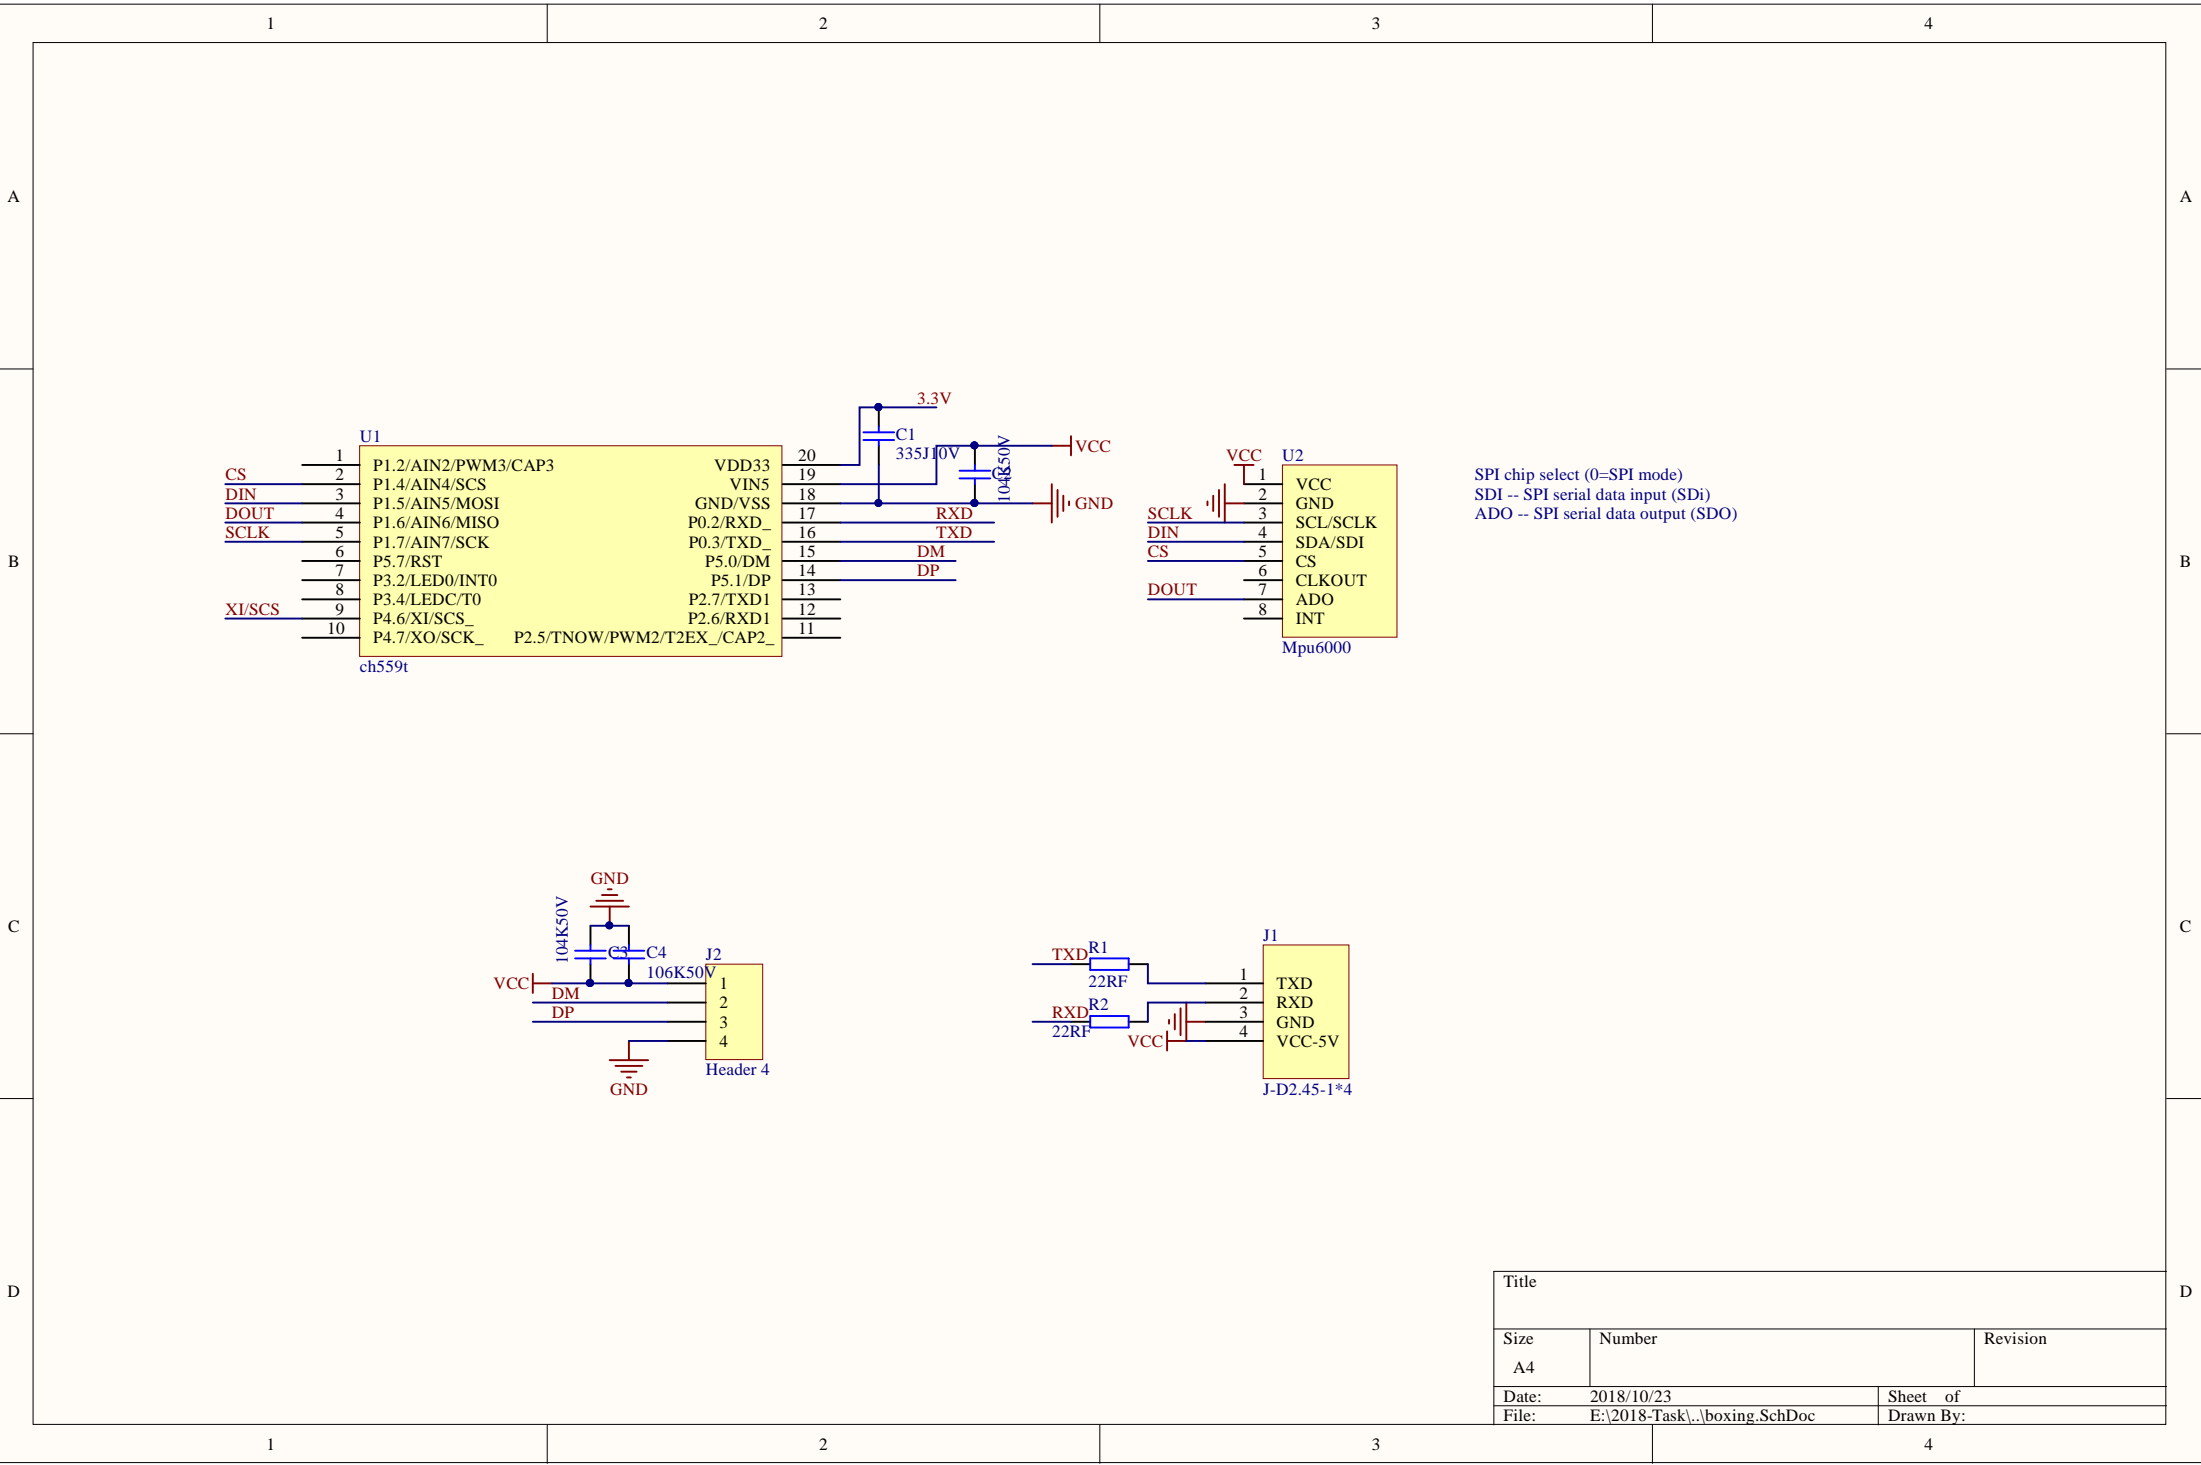 1 2 3 4
A A
3.3V
U1
C1
335J10V
VCC
104K50V
GND
1 P1.2/AIN2/PWM3/CAP3 VDD33 20
CS 2 P1.4/AIN4/SCS VIN5 19
DIN 3 P1.5/AIN5/MOSI GND/VSS 18
DOUT 4 P1.6/AIN6/MISO P0.2/RXD_ 17 RXD
SCLK 5 P1.7/AIN7/SCK P0.3/TXD_ 16 TXD
6 P5.7/RST P5.0/DM 15 DM
7 P3.2/LED0/INT0 P5.1/DP 14 DP
8 P3.4/LEDC/T0 P2.7/TXD1 13
XI/SCS 9 P4.6/XI/SCS_ P2.6/RXD1 12
10 P4.7/XO/SCK_ P2.5/TNOW/PWM2/T2EX_/CAP2_ 11
ch559t
VCC U2
1 VCC
2 GND
SCLK 3 SCL/SCLK
DIN 4 SDA/SDI
CS 5 CS
6 CLKOUT
DOUT 7 ADO
8 INT
Mpu6000
SPI chip select (0=SPI mode)
SDI -- SPI serial data input (SDi)
ADO -- SPI serial data output (SDO)
B B
GND
104K50V
C3 C4
106K50V
J2
VCC 1
DM 2
DP 3
4
GND
Header 4
J1
TXD R1
22RF
1 TXD
RXD R2
22RF
2 RXD
3 GND
VCC 4 VCC-5V
J-D2.45-1*4
C C
D D
Title
Size Number Revision
A4
Date: 2018/10/23 Sheet of
File: E:\2018-Task\..\boxing.SchDoc Drawn By:
1 2 3 4